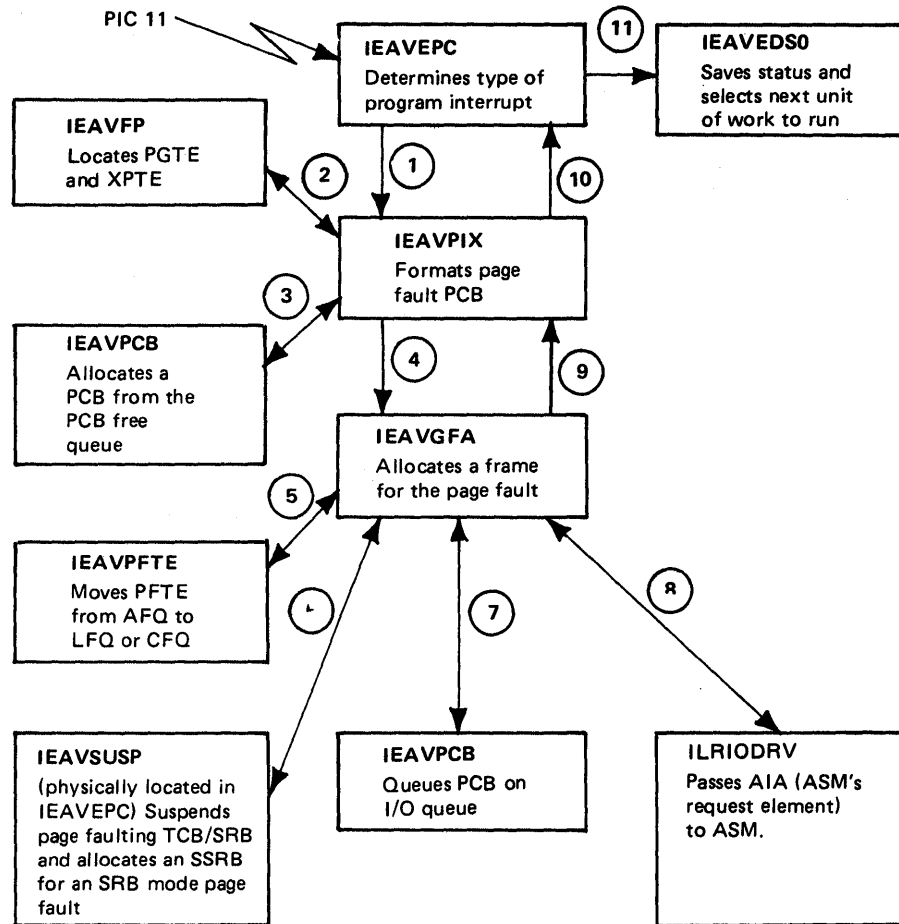 PIC 11
IEAVEPC
Determines type of
program interrupt
11
IEAVEDS0
Saves status and
selects next unit
of work to run
IEAVFP
Locates PGTE
and XPTE
2
1
10
IEAVPIX
Formats page
fault PCB
3
IEAVPCB
Allocates a
PCB from the
PCB free
queue
4
9
IEAVGFA
Allocates a frame
for the page fault
5
IEAVPFTE
Moves PFTE
from AFQ to
LFQ or CFQ
7
8
IEAVSUSP
(physically located in
IEAVEPC) Suspends
page faulting TCB/SRB
and allocates an SSRB
for an SRB mode page
fault
IEAVPCB
Queues PCB on
I/O queue
ILRIODRV
Passes AIA (ASM's
request element)
to ASM.